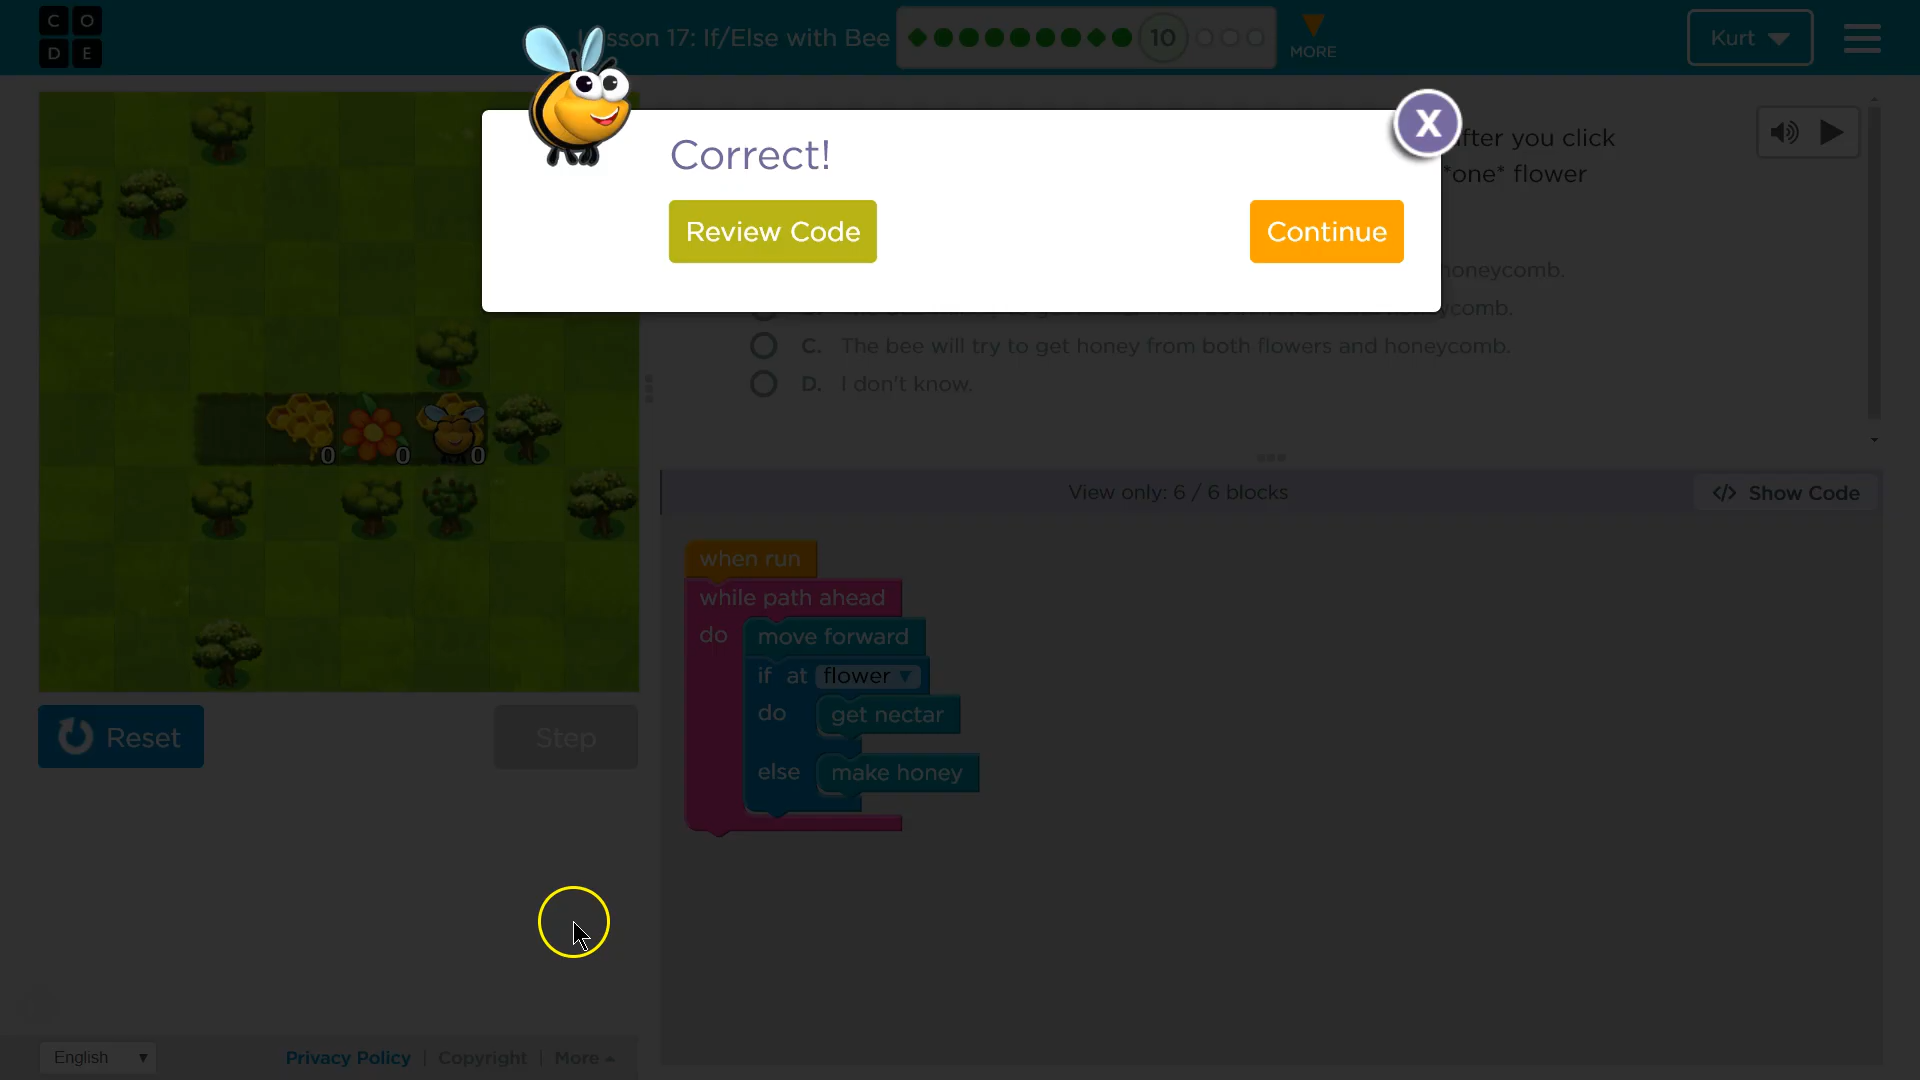 C O
D E
sson 17: If/Else with Bee
10
MORE
Kurt
X
Correct!
Review Code
Continue
fter you click
*one* flower
honeycomb.
ycomb.
C. The bee will try to get honey from both flowers and honeycomb.
D. I don't know.
0
0
0
View only: 6 / 6 blocks
</> Show Code
when run
while path ahead
do move forward
if at flower
do get nectar
else make honey
Reset
Step
English
Privacy Policy | Copyright | More